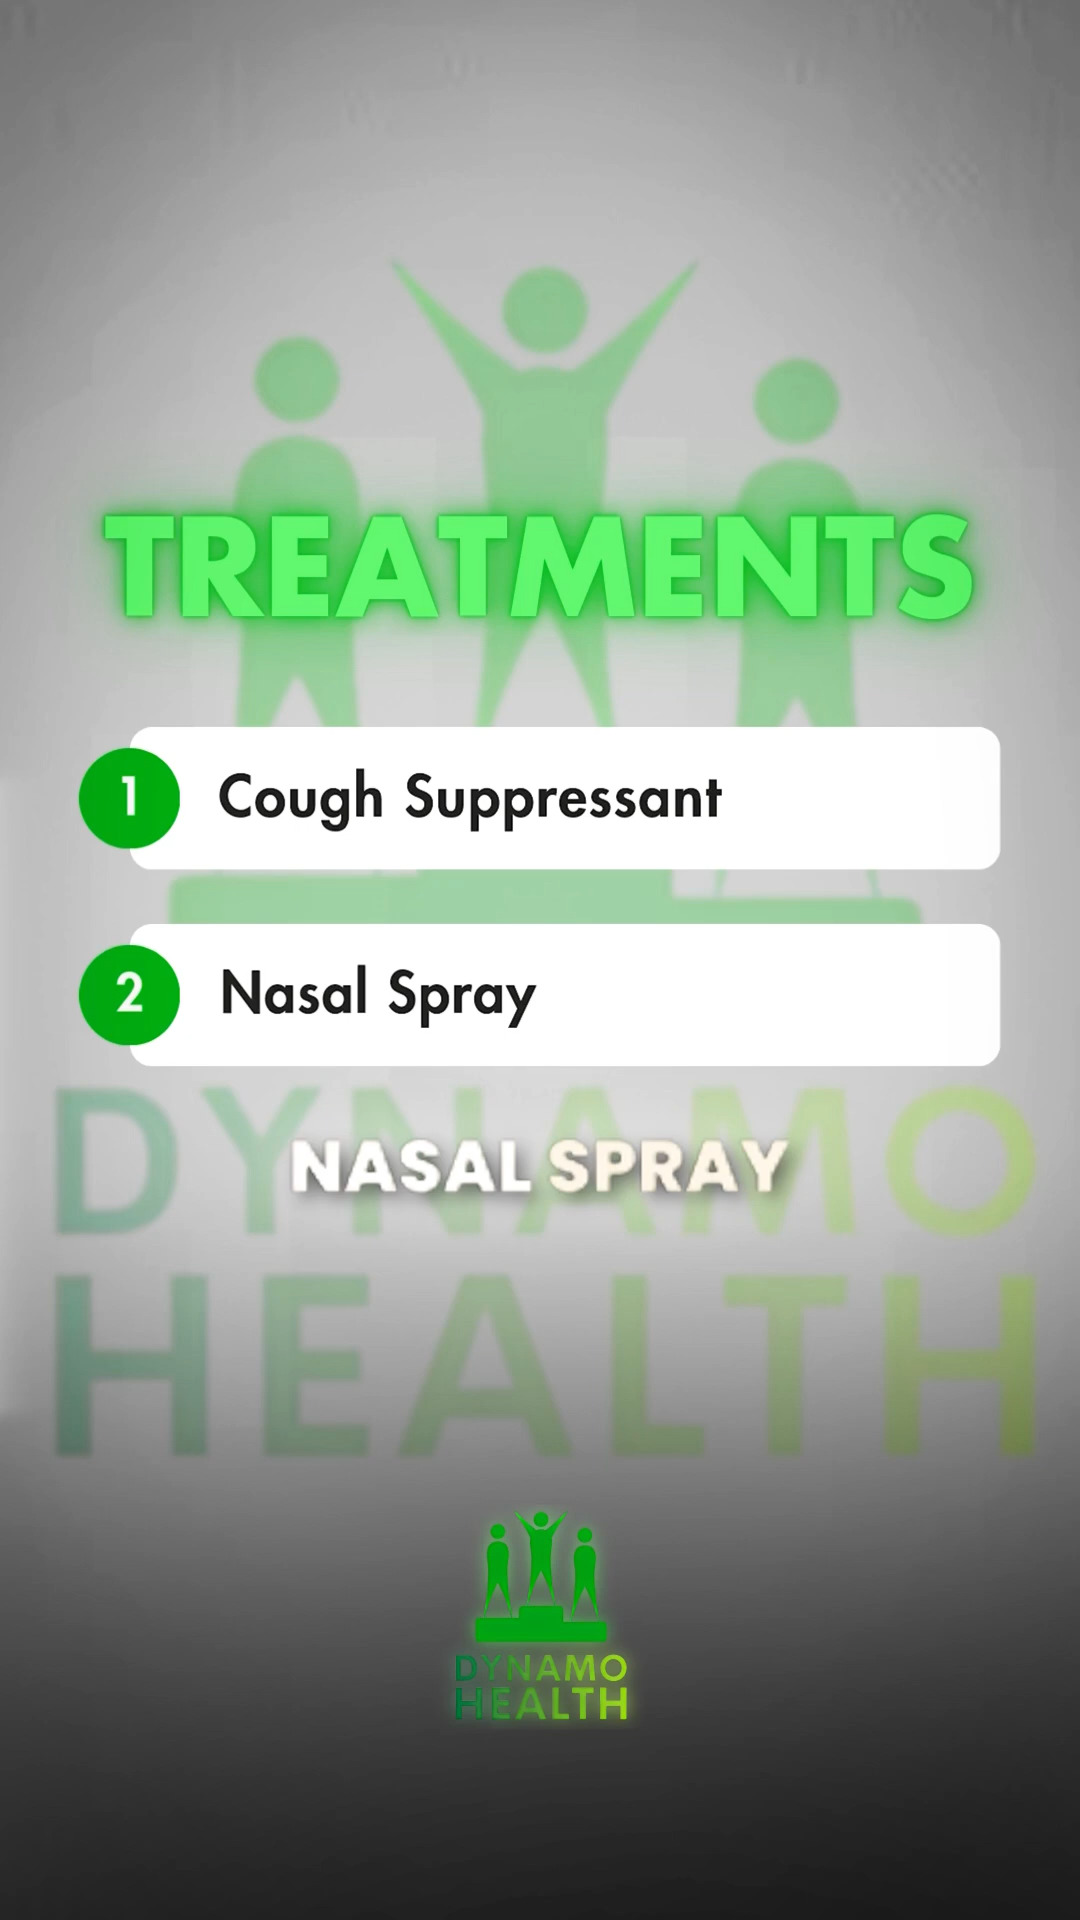 TREATMENTS
1 Cough Suppressant
2 Nasal Spray
DYNAMO
NASAL SPRAY
HEALTH
DYNAMO
HEALTH